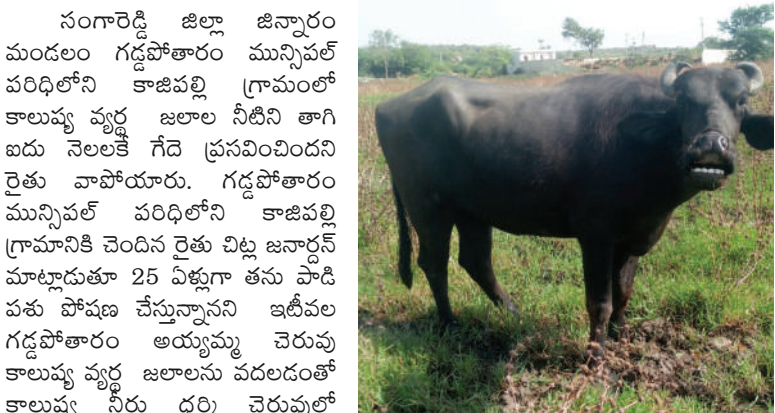 సంగారెడ్డి జిల్లా జిన్నారం
మండలం గడ్డపోతారం మున్సిపల్
పరిధిలోని కాజిపల్లి గ్రామంలో
కాలుష్య వ్యర్థ జలాల నీటిని తాగి
ఐదు నెలలకే గేదె ప్రసవించిందని
రైతు వాపోయారు. గడ్డపోతారం
మున్సిపల్ పరిధిలోని కాజిపల్లి
గ్రామానికి చెందిన రైతు చిట్ల జనార్దన్
మాట్లాడుతూ 25 ఏళ్లుగా తను పాడి
పశు పోషణ చేస్తున్నానని ఇటీవల
గడ్డపోతారం అయ్యమ్మ చెరువు
కాలుష్య వ్యర్థ జలాలను వదలడంతో
కాలుష్య నీరు చెరువులో